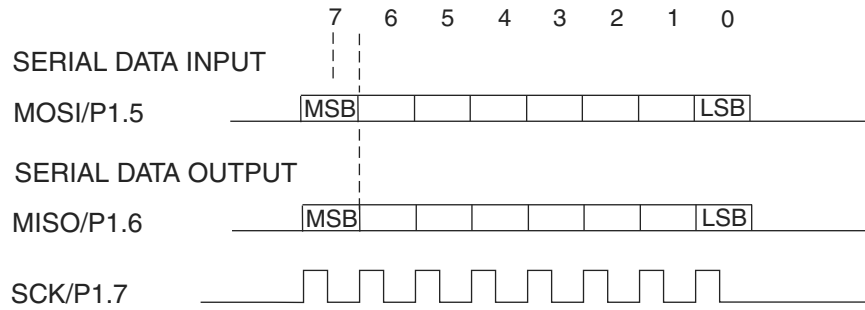 7 6 5 4 3 2 1 0
SERIAL DATA INPUT
MOSI/P1.5 MSB LSB
SERIAL DATA OUTPUT
MISO/P1.6 MSB LSB
SCK/P1.7